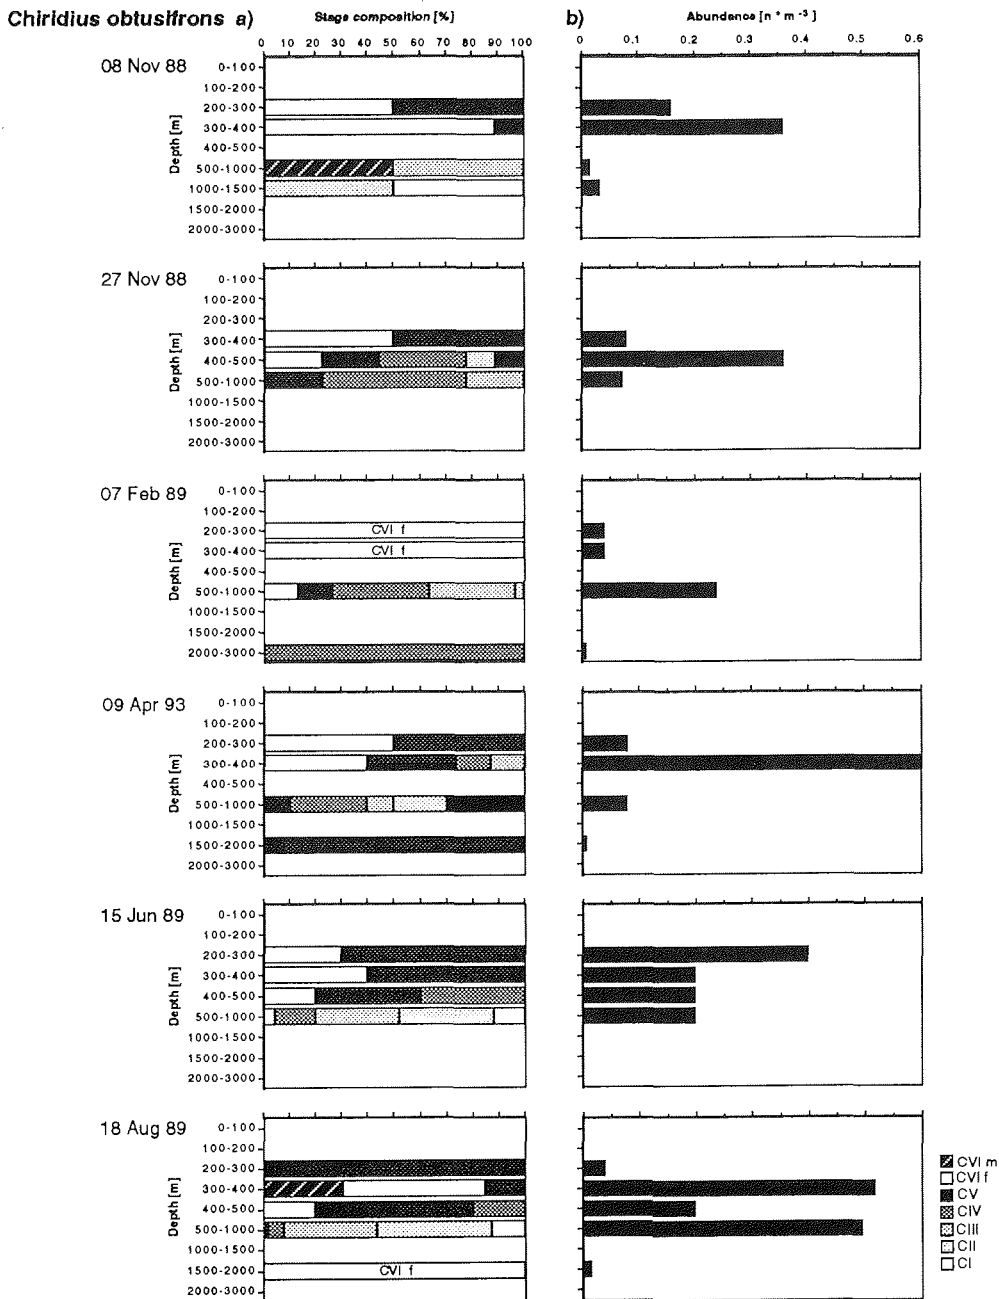 Chiridius obtusifrons a) Stage composition [%] b) Abundance [n * m -3]
0 10 20 30 40 50 60 70 80 90 100 0 0.1 0.2 0.3 0.4 0.5 0.6
08 Nov 88
Depth [m]
0-100
100-200
200-300
300-400
400-500
500-1000
1000-1500
1500-2000
2000-3000
27 Nov 88
Depth [m]
0-100
100-200
200-300
300-400
400-500
500-1000
1000-1500
1500-2000
2000-3000
07 Feb 89
Depth [m]
0-100
100-200
200-300 CVI f
300-400 CVI f
400-500
500-1000
1000-1500
1500-2000
2000-3000
09 Apr 93
Depth [m]
0-100
100-200
200-300
300-400
400-500
500-1000
1000-1500
1500-2000
2000-3000
15 Jun 89
Depth [m]
0-100
100-200
200-300
300-400
400-500
500-1000
1000-1500
1500-2000
2000-3000
18 Aug 89
Depth [m]
0-100
100-200
200-300
300-400
400-500
500-1000
1000-1500
1500-2000 CVI f
2000-3000
CVI m
CVI f
CV
CIV
CIII
CII
CI